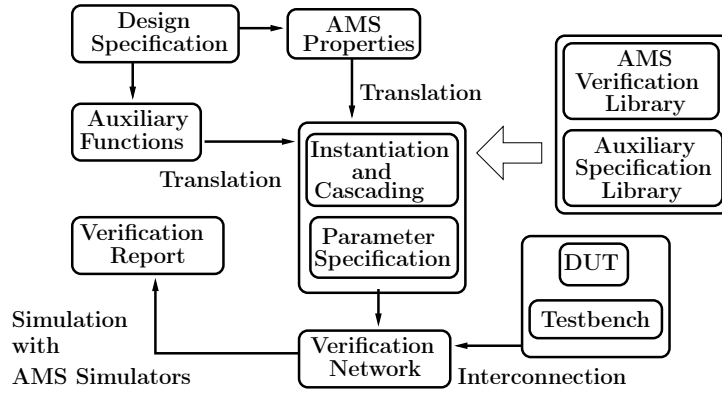 Design
Specification
AMS
Properties
AMS
Verification
Library
Translation
Auxiliary
Functions
Instantiation
and
Cascading
Auxiliary
Specification
Library
Translation
Verification
Report
Parameter
Specification
DUT
Testbench
Simulation
with
AMS Simulators
Verification
Network
Interconnection